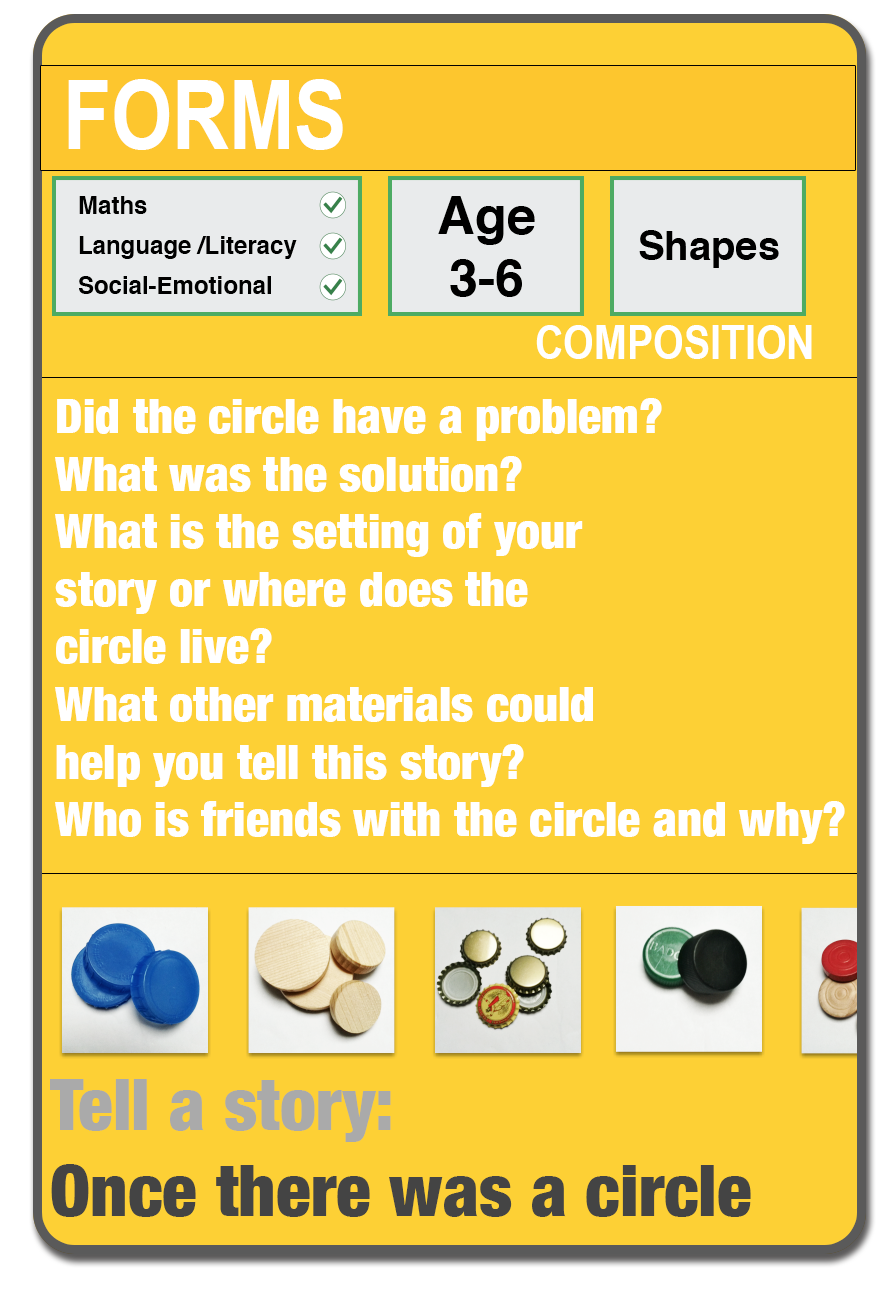 FORMS
Maths
Language /Literacy
Social-Emotional
Age
3-6
Shapes
COMPOSITION
Did the circle have a problem?
What was the solution?
What is the setting of your
story or where does the
circle live?
What other materials could
help you tell this story?
Who is friends with the circle and why?
Tell a story:
Once there was a circle